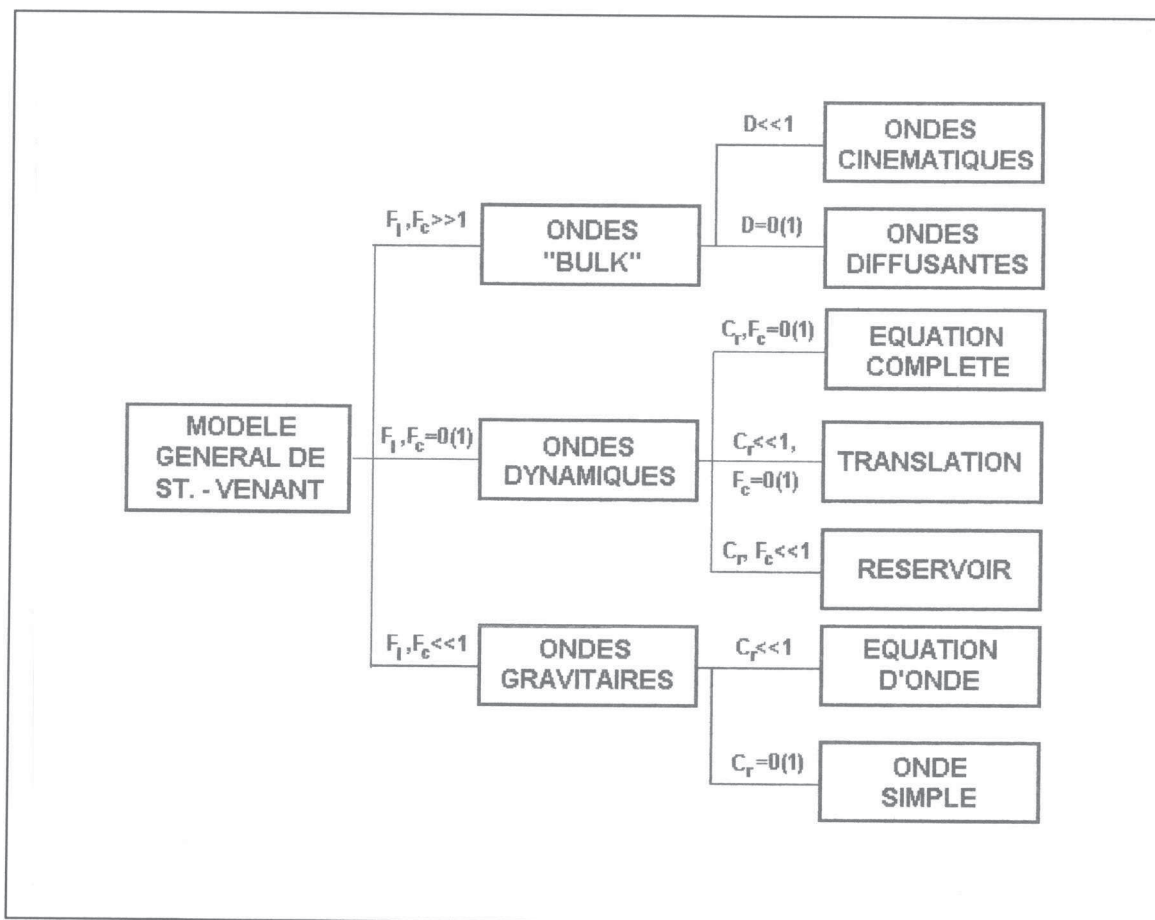 D<<1
ONDES
CINEMATIQUES
F_I,F_c>>1
ONDES
"BULK"
D=0(1)
ONDES
DIFFUSANTES
C_r,F_c=0(1)
EQUATION
COMPLETE
MODELE
GENERAL DE
ST. - VENANT
F_I,F_c=0(1)
ONDES
DYNAMIQUES
C_r<<1,
F_c=0(1)
TRANSLATION
C_r, F_c<<1
RESERVOIR
F_I,F_c<<1
ONDES
GRAVITAIRES
C_r<<1
EQUATION
D'ONDE
C_r=0(1)
ONDE
SIMPLE